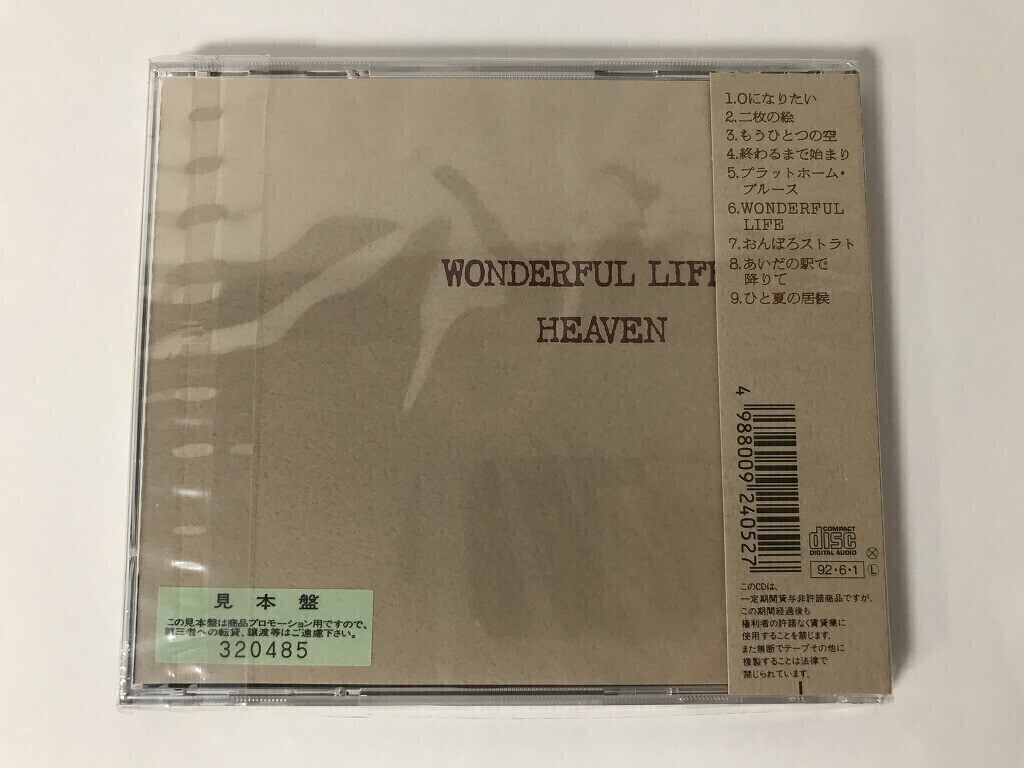 WONDERFUL LIFE
HEAVEN
1.0になりたい
2.二枚の絵
3.もうひとつの空
4.終わるまで始まり
5.プラットホーム・
ブルース
6.WONDERFUL
LIFE
7.おんぼろストラト
8.あいだの駅で
降りて
9.ひと夏の居候
4 988009 240527
COMPACT
disc
DIGITAL AUDIO
X
92・6・1 L
このCDは、
一定期間貸与非許諾商品ですが、
この期間経過後も
権利者の許諾なく賃貸業に
使用することを禁じます。
また無断でテープその他に
複製することは法律で
禁じられています。
見本盤
この見本盤は商品プロモーション用ですので、
第三者への転貸、譲渡等はご遠慮下さい。
320485